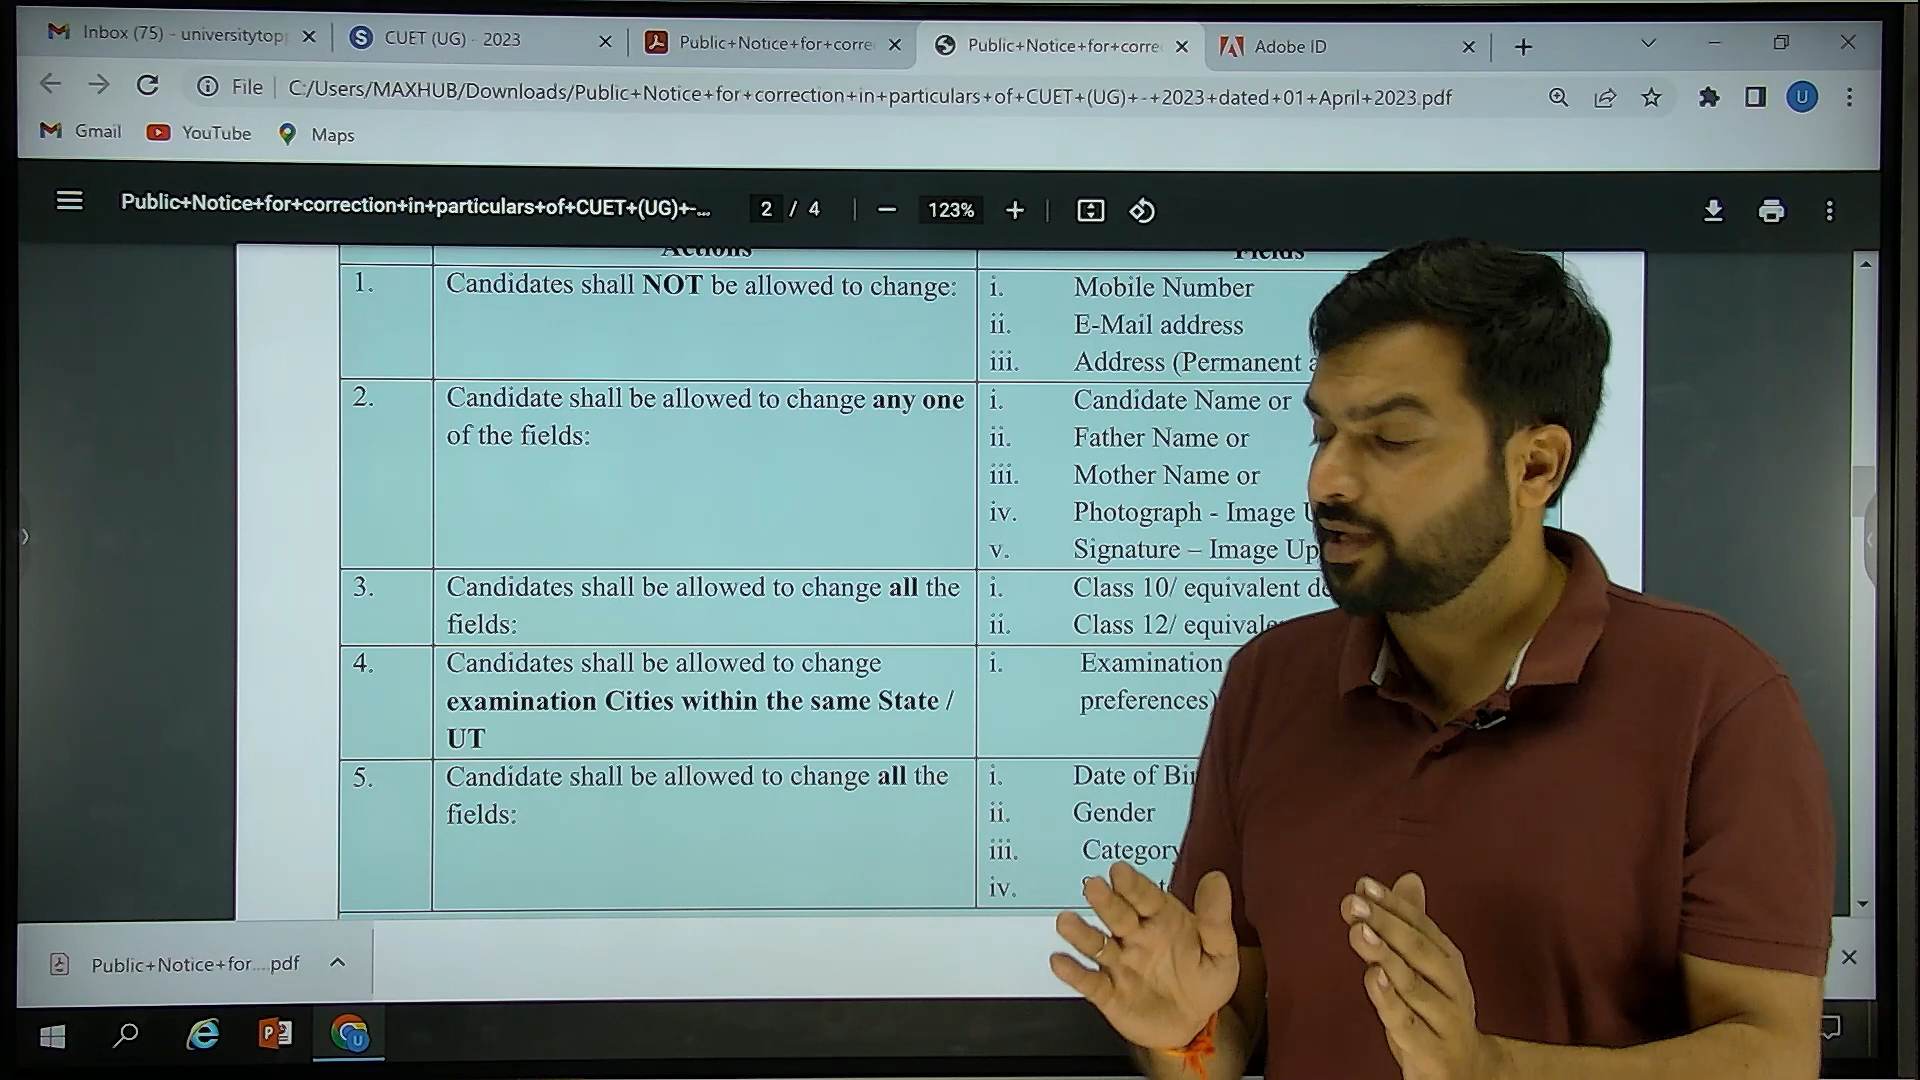 Inbox (75) - universitytop
CUET (UG) - 2023
Public+Notice+for+corre
Public+Notice+for+corre
Adobe ID
File
C:/Users/MAXHUB/Downloads/Public+Notice+for+correction+in+particulars+of+CUET+(UG)+-+2023+dated+01+April+2023.pdf
U
Gmail
YouTube
Maps
Public+Notice+for+correction+in+particulars+of+CUET+(UG)+-...
2 / 4
123%
Actions
Fields
1.
Candidates shall NOT be allowed to change:
i. Mobile Number
ii. E-Mail address
iii. Address (Permanent
2.
Candidate shall be allowed to change any one
of the fields:
i. Candidate Name or
ii. Father Name or
iii. Mother Name or
iv. Photograph - Image
v. Signature – Image Up
3.
Candidates shall be allowed to change all the
fields:
i. Class 10/ equivalent de
ii. Class 12/ equivale
4.
Candidates shall be allowed to change
examination Cities within the same State /
UT
i. Examination
preferences)
5.
Candidate shall be allowed to change all the
fields:
i. Date of Bir
ii. Gender
iii. Category
iv.
Public+Notice+for....pdf